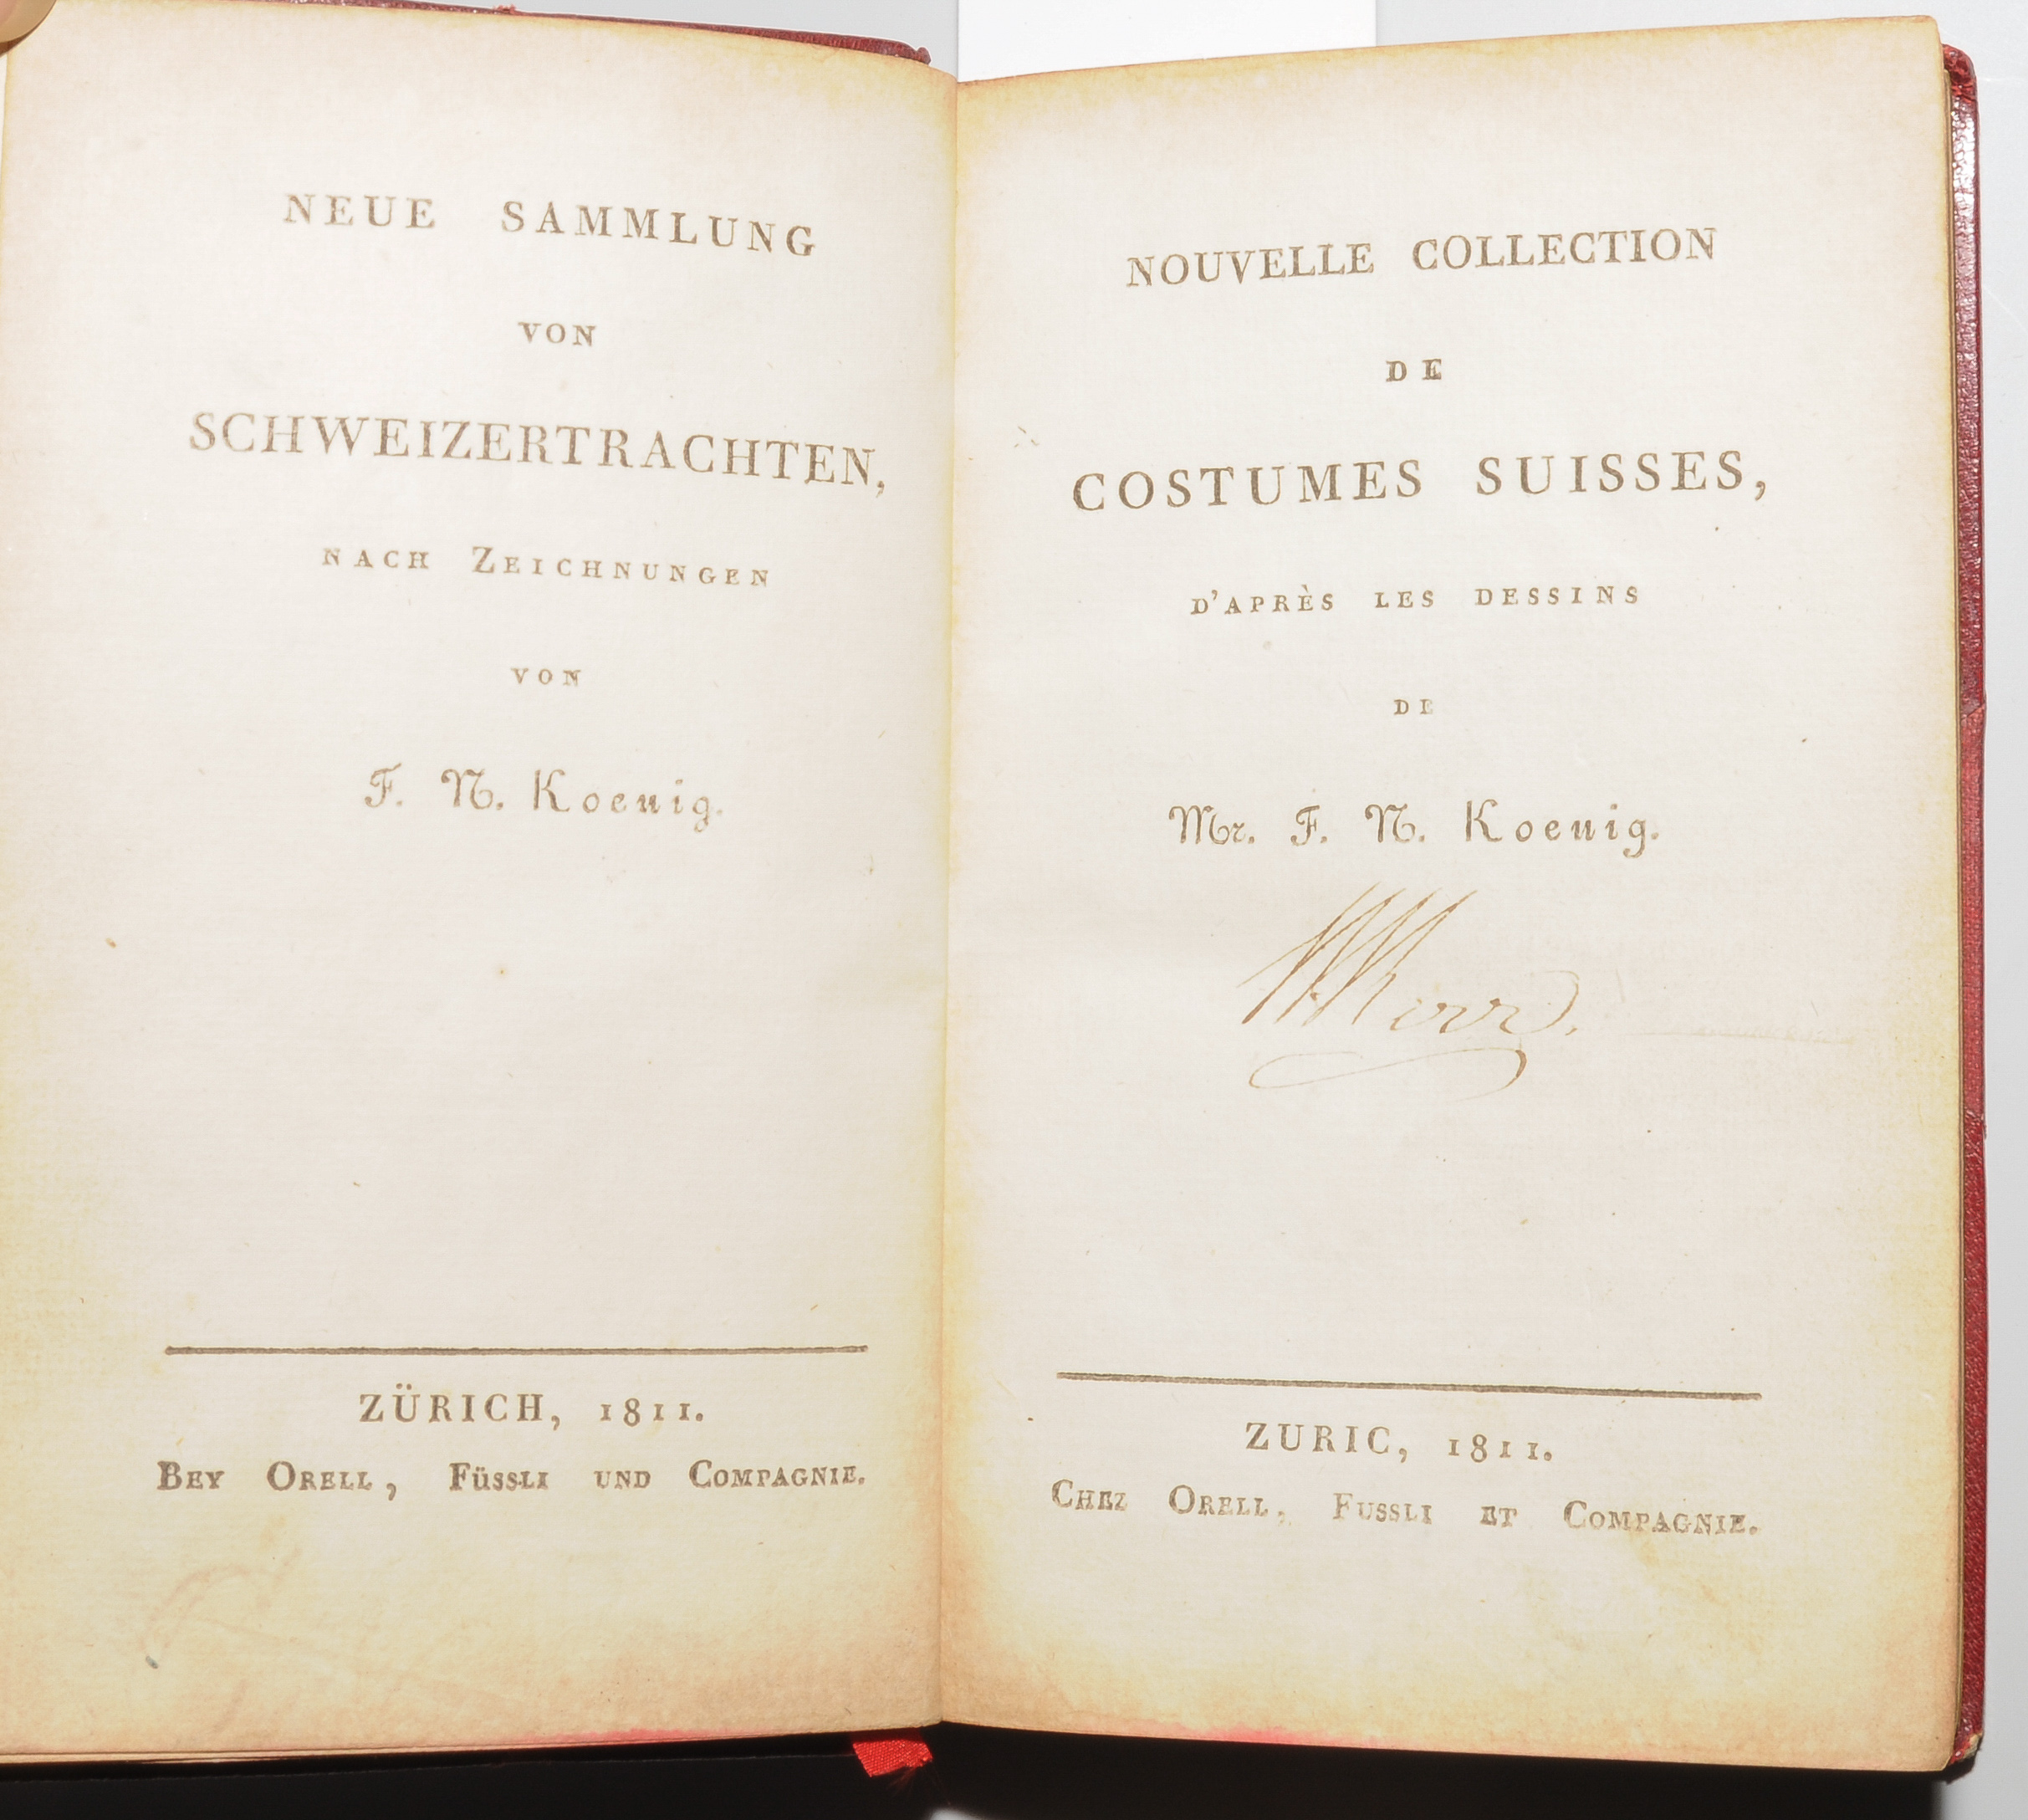 NEUE SAMMLUNG
VON
SCHWEIZERTRACHTEN,
NACH ZEICHNUNGEN
VON
F. N. Koenig.
ZÜRICH, 1811.
BEY ORELL, FÜSSLI UND COMPAGNIE.
NOUVELLE COLLECTION
DE
COSTUMES SUISSES,
D'APRÈS LES DESSINS
DE
Mr. F. N. Koenig.
ZURIC, 1811.
CHEZ ORELL, FUSSLI ET COMPAGNIE.